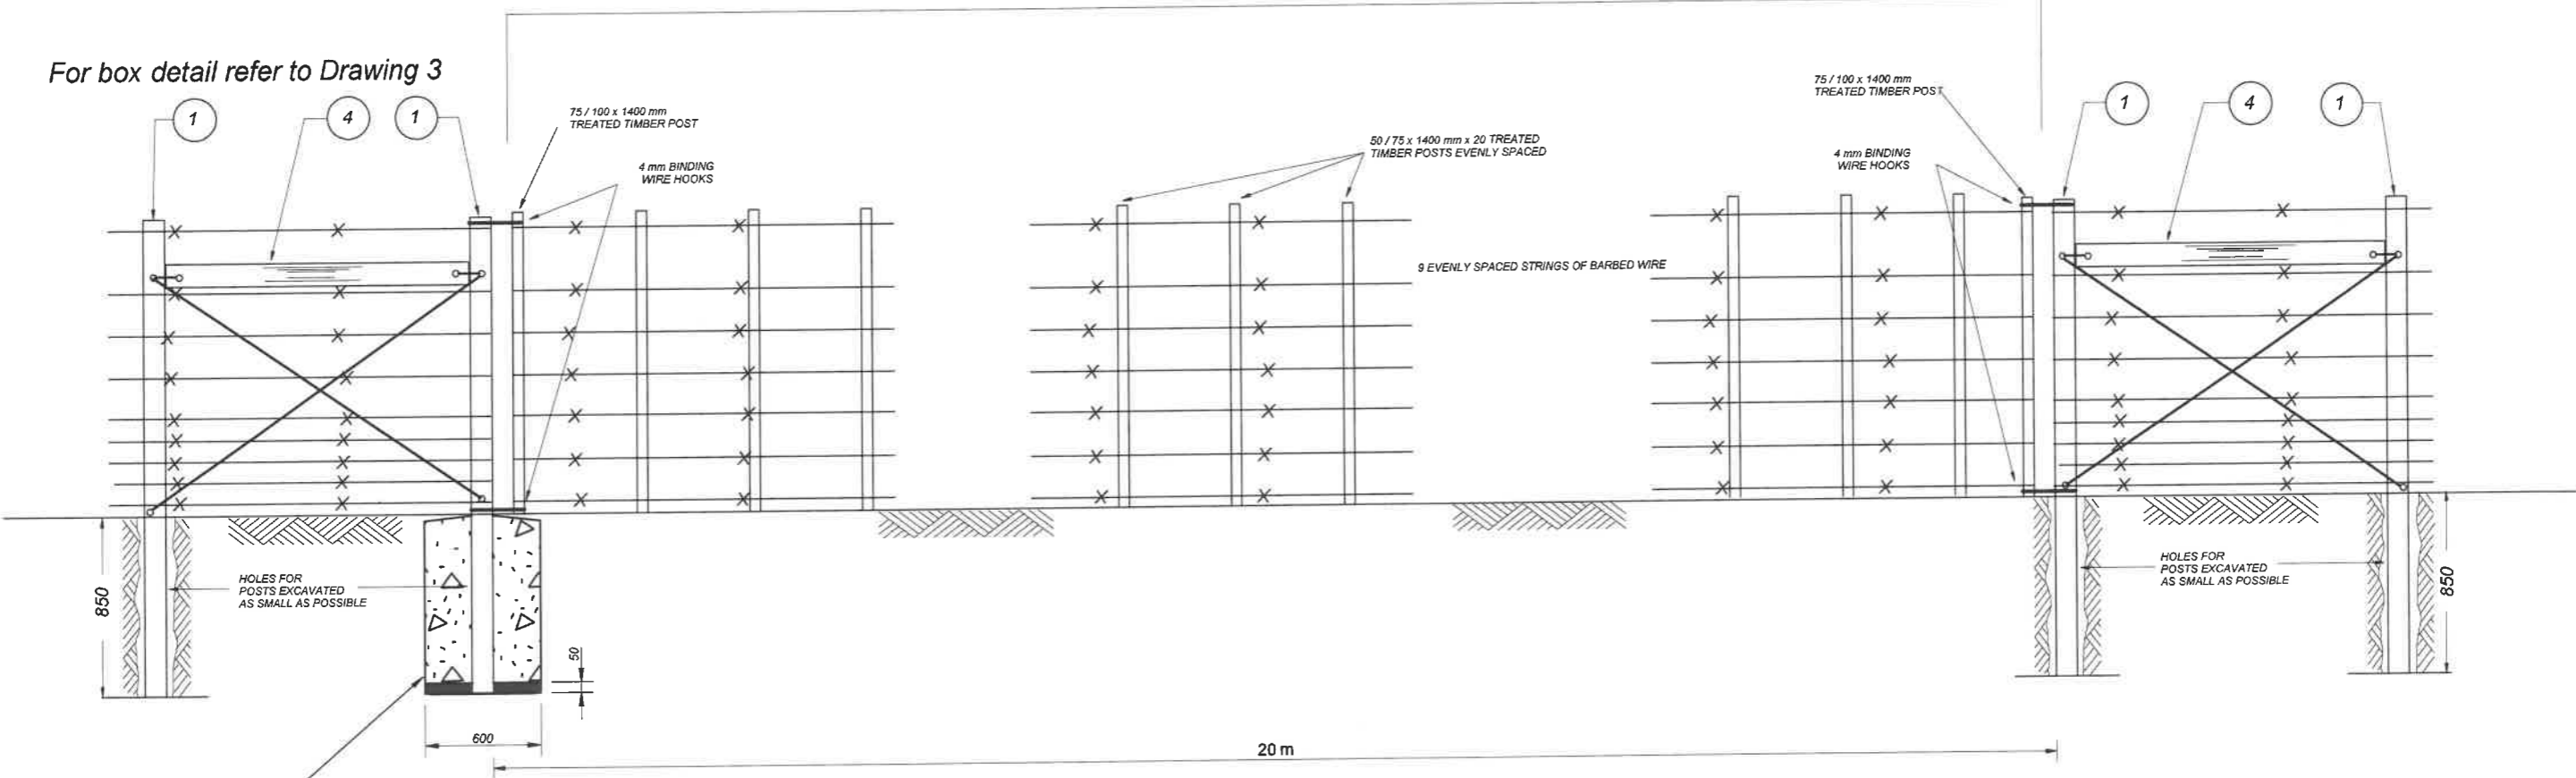 For box detail refer to Drawing 3
1
4
1
75 / 100 x 1400 mm
TREATED TIMBER POST
4 mm BINDING
WIRE HOOKS
50 / 75 x 1400 mm x 20 TREATED
TIMBER POSTS EVENLY SPACED
75 / 100 x 1400 mm
TREATED TIMBER POST
4 mm BINDING
WIRE HOOKS
1
4
1
9 EVENLY SPACED STRINGS OF BARBED WIRE
850
HOLES FOR
POSTS EXCAVATED
AS SMALL AS POSSIBLE
50
600
20 m
HOLES FOR
POSTS EXCAVATED
AS SMALL AS POSSIBLE
850